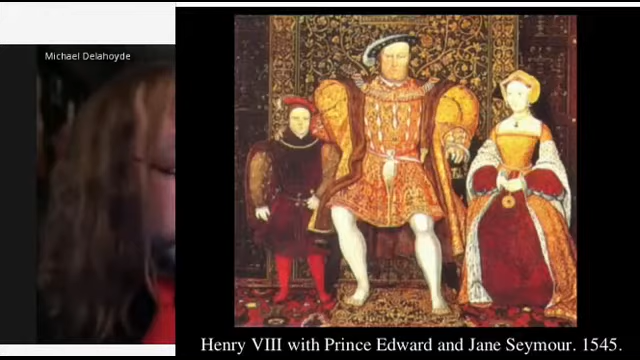 Michael Delahoyde
Henry VIII with Prince Edward and Jane Seymour. 1545.